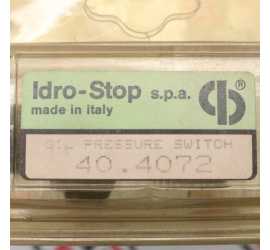 Idro-Stop s.p.a. ®
made in italy
PRESSURE SWITCH
40.4072